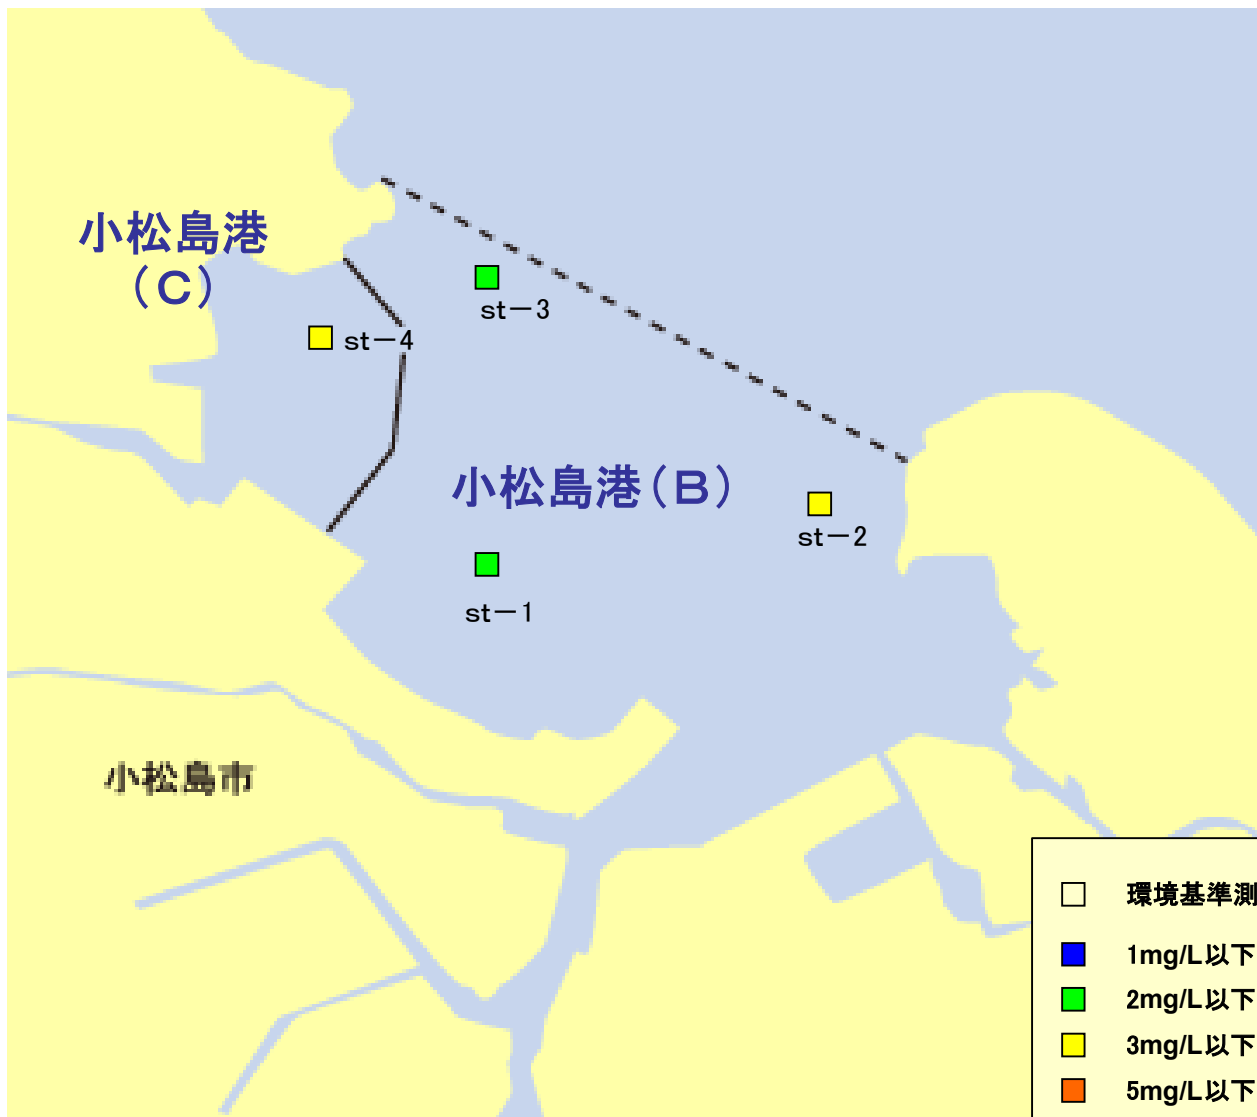 小松島港
（C）
st－3
st－4
小松島港（B）
st－2
st－1
小松島市
環境基準測
1mg/L以下
2mg/L以下
3mg/L以下
5mg/L以下